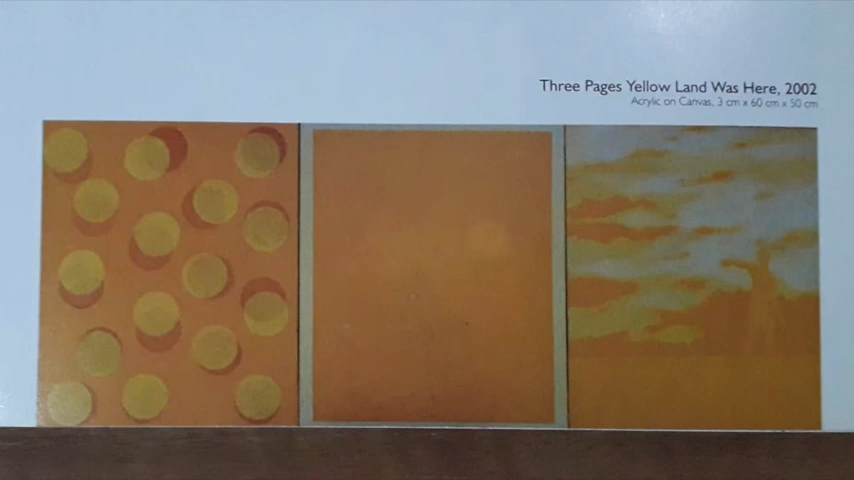 Three Pages Yellow Land Was Here, 2002
Acrylic on Canvas, 3 cm x 60 cm x 50 cm